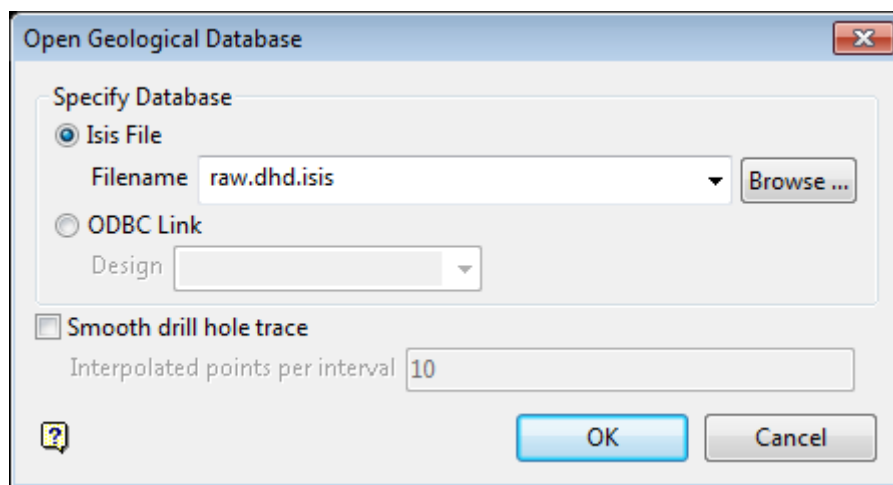 Open Geological Database
Specify Database
Isis File
Filename raw.dhd.isis Browse ...
ODBC Link
Design
Smooth drill hole trace
Interpolated points per interval 10
? OK Cancel